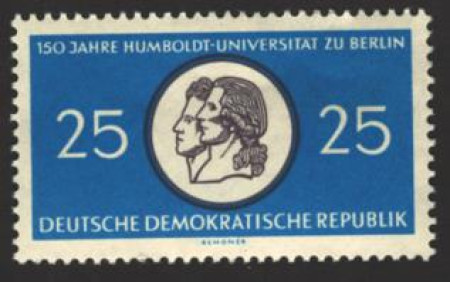 150 JAHRE HUMBOLDT-UNIVERSITÄT ZU BERLIN
25 25
DEUTSCHE DEMOKRATISCHE REPUBLIK